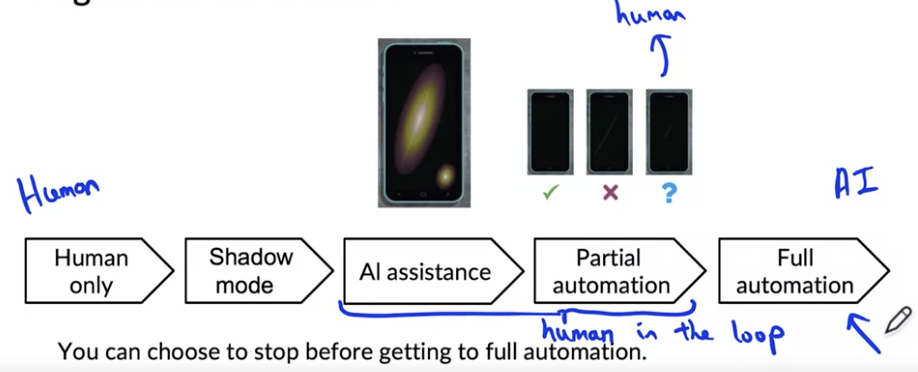 human
Human
AI
Human
only
Shadow
mode
AI assistance
Partial
automation
Full
automation
human in the loop
You can choose to stop before getting to full automation.